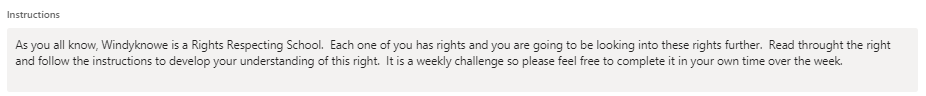 Instructions
As you all know, Windyknowe is a Rights Respecting School.  Each one of you has rights and you are going to be looking into these rights further.  Read throught the right
and follow the instructions to develop your understanding of this right.  It is a weekly challenge so please feel free to complete it in your own time over the week.